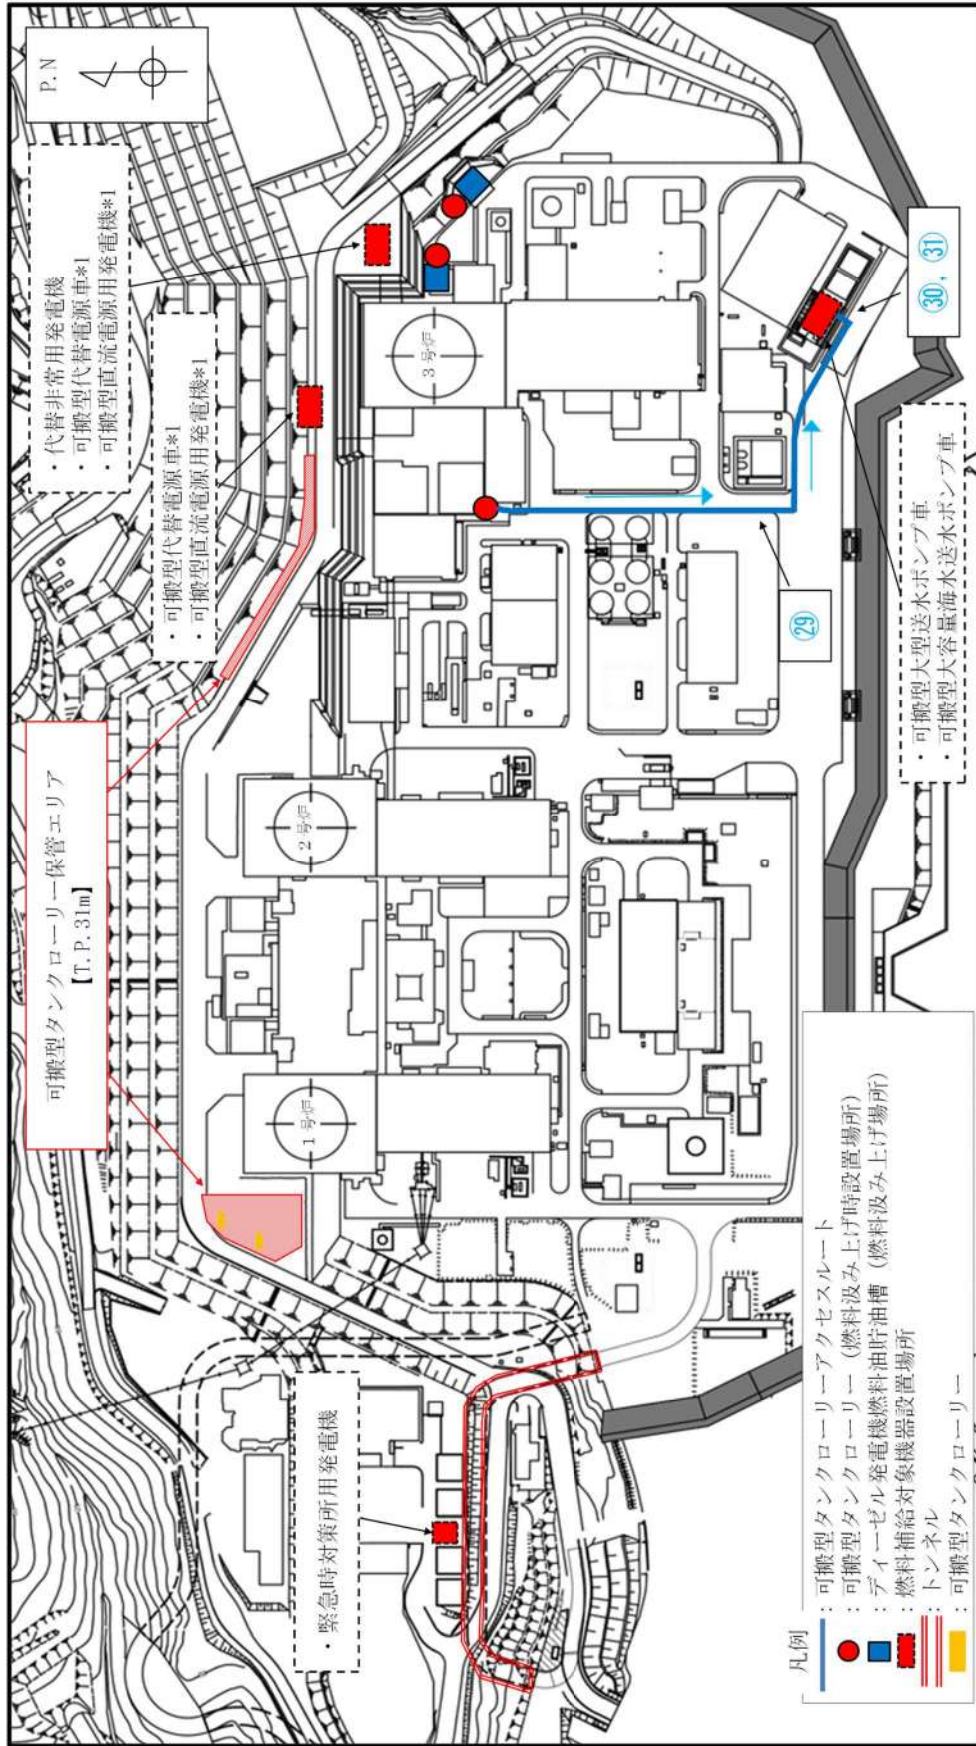 P.N
・代替非常用発電機
・可搬型代替電源車*1
・可搬型直流電源用発電機*1
・可搬型代替電源車*1
・可搬型直流電源用発電機*1
可搬型タンクローリー保管エリア
【T.P.31m】
・緊急時対策所用発電機
1号炉
2号炉
3号炉
㉙
㉚，㉛
・可搬型大型送水ポンプ車
・可搬型大容量海水送水ポンプ車
凡例
：可搬型タンクローリーアクセスルート
：可搬型タンクローリー（燃料汲み上げ時設置場所）
：ディーゼル発電機燃料油貯油槽（燃料汲み上げ場所）
：燃料補給対象機器設置場所
：トンネル
：可搬型タンクローリー